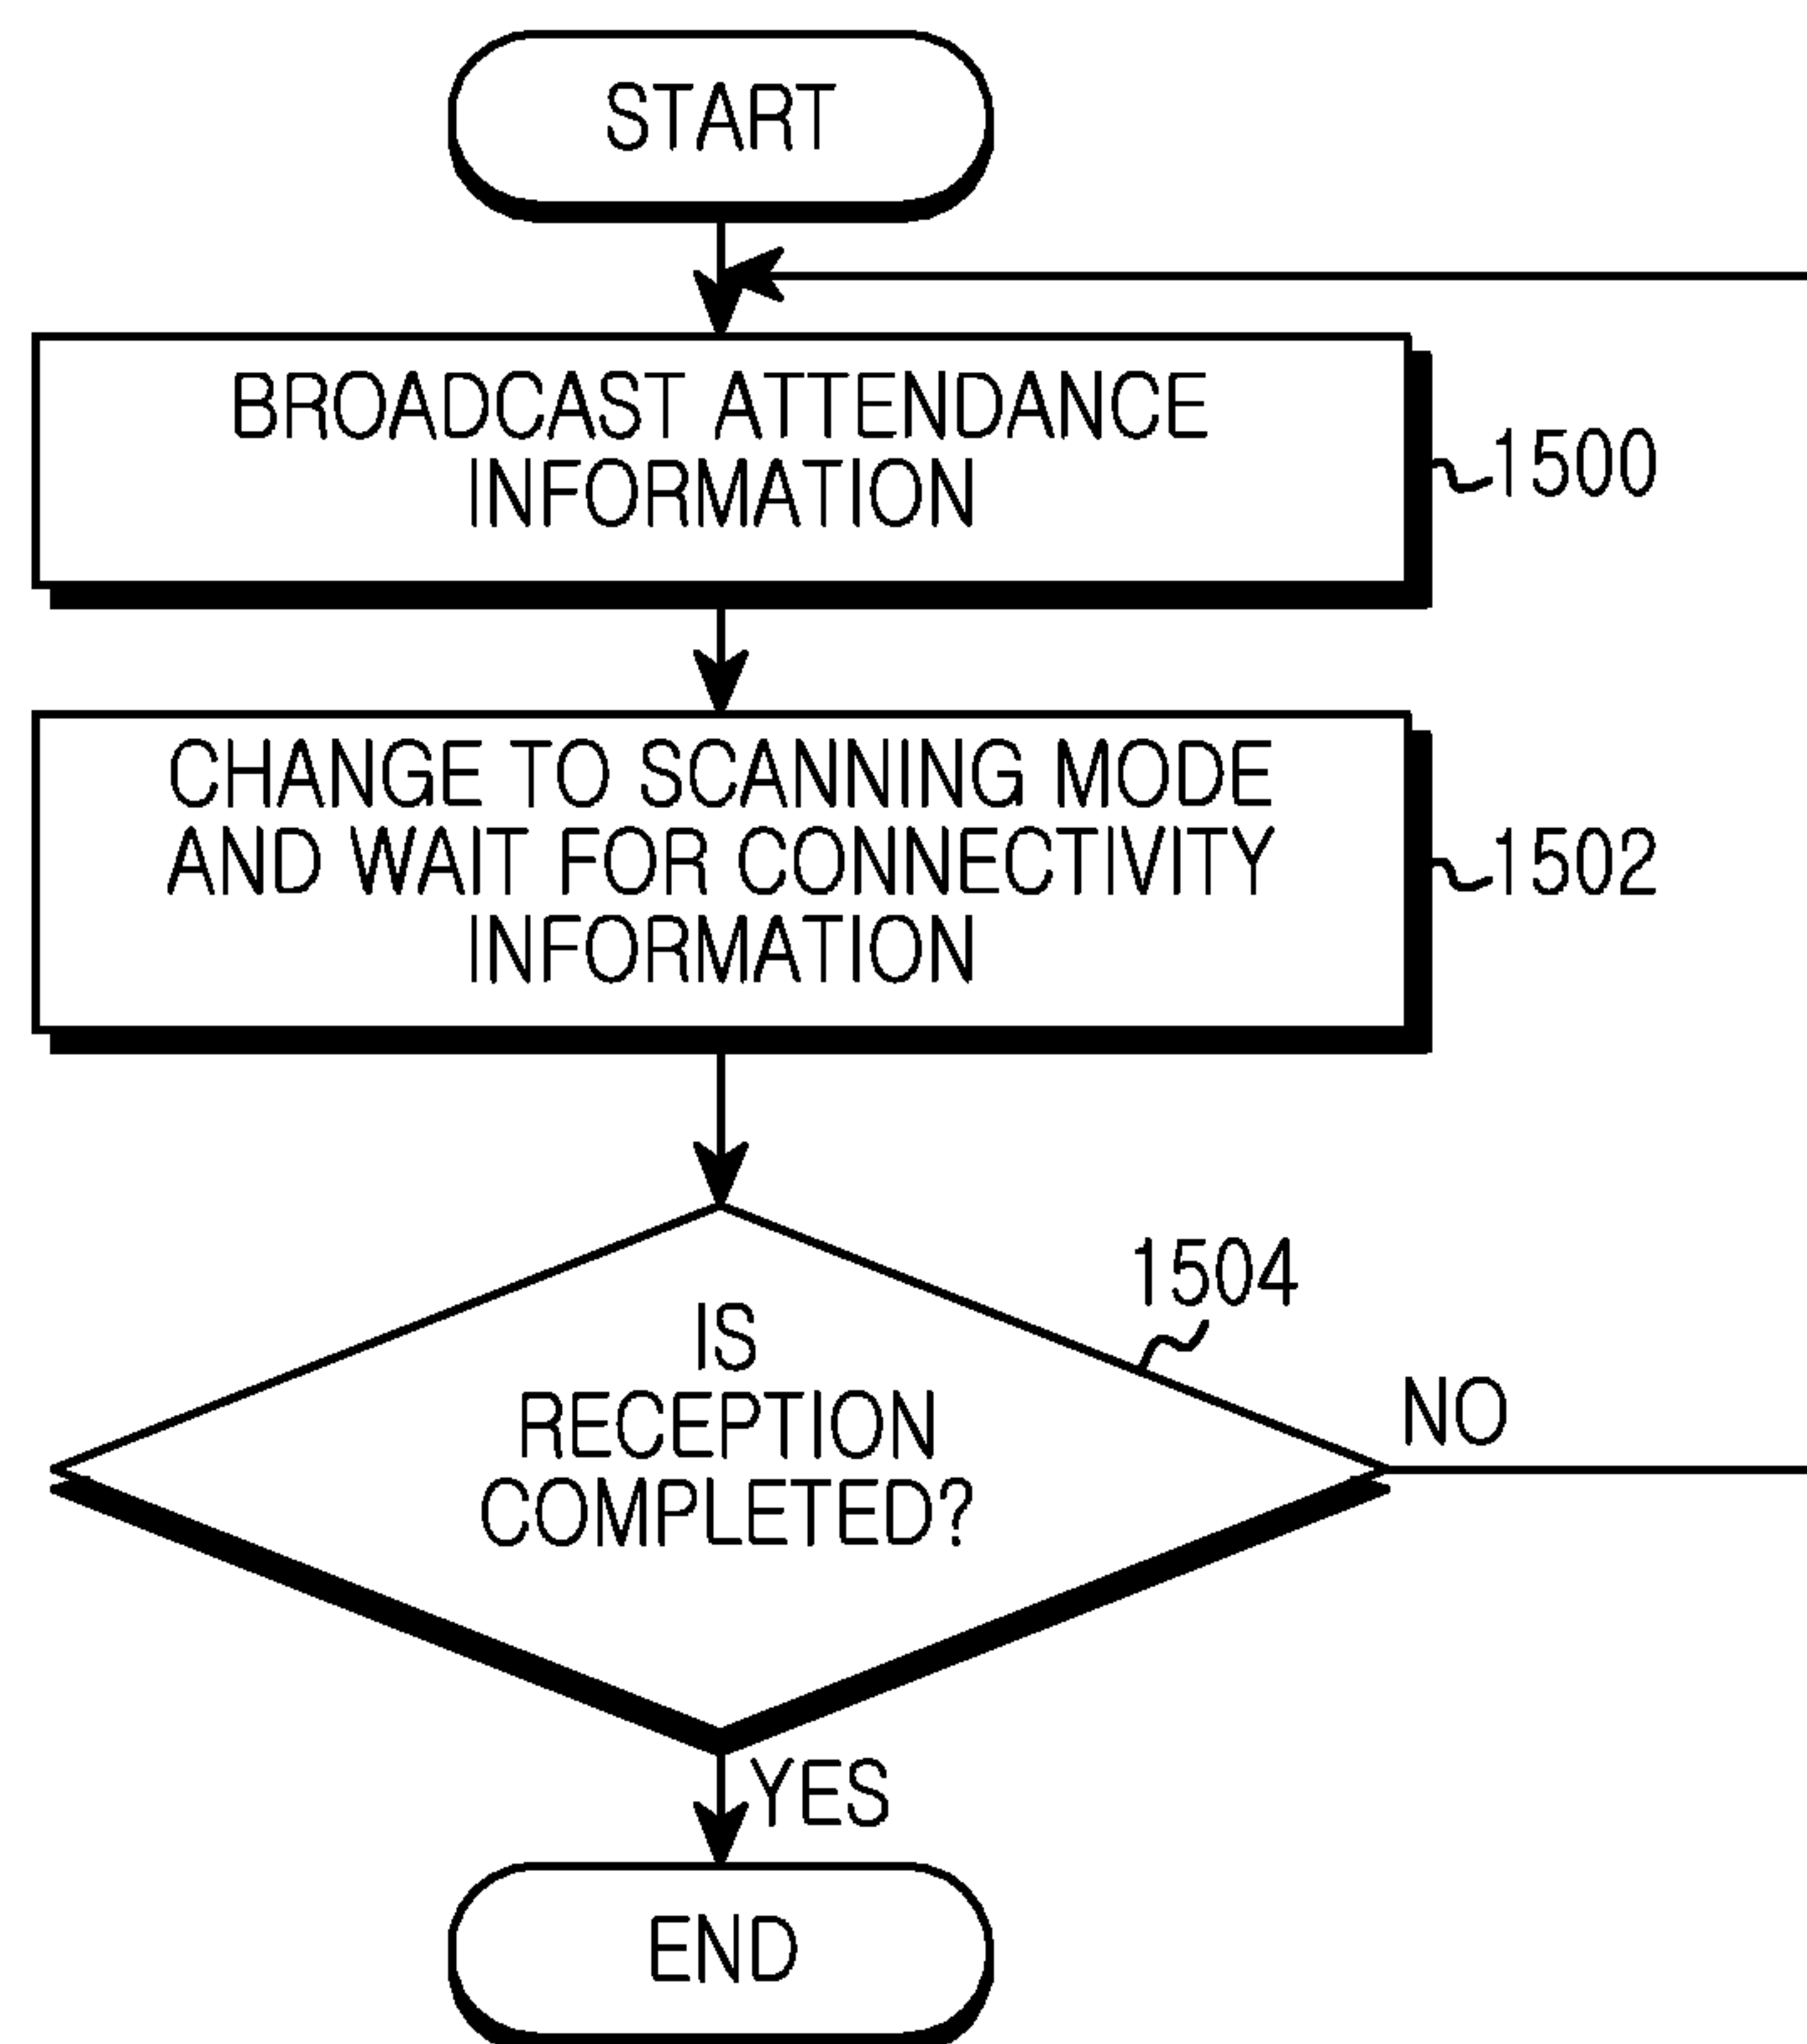 START
BROADCAST ATTENDANCE
INFORMATION
1500
CHANGE TO SCANNING MODE
AND WAIT FOR CONNECTIVITY
INFORMATION
1502
1504
IS
RECEPTION
COMPLETED?
NO
YES
END